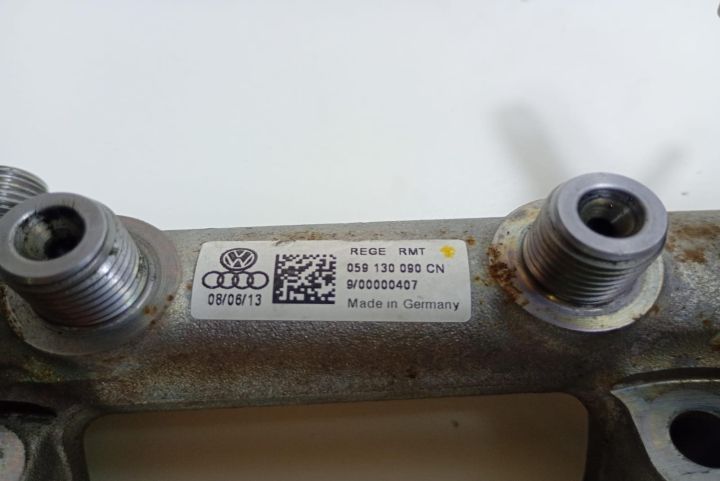 REGE RMT
059 130 090 CN
9/00000407
Made in Germany
08/06/13